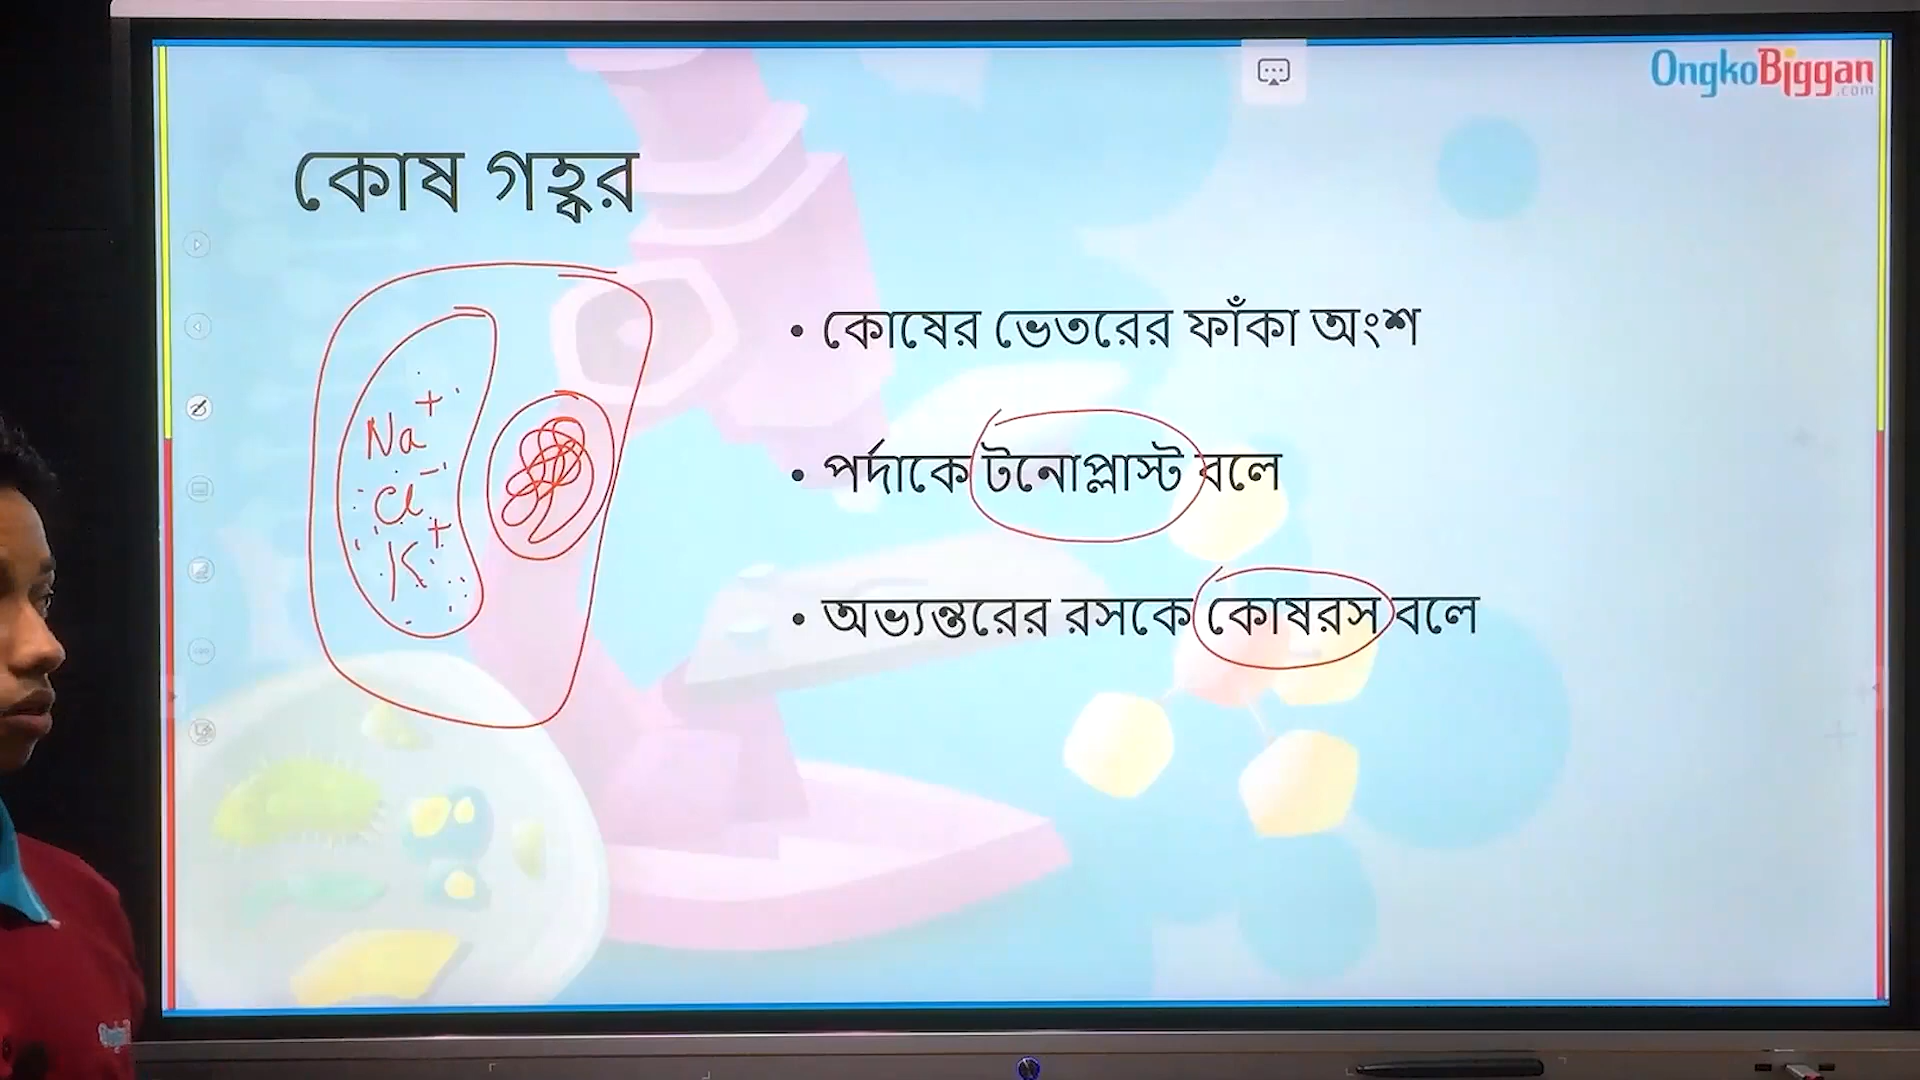 OngkoBiggan
.com
কোষ গহ্বর
• কোষের ভেতরের ফাঁকা অংশ
• পর্দাকে টনোপ্লাস্ট বলে
• অভ্যন্তরের রসকে কোষরস বলে
Na⁺
Cl⁻
K⁺